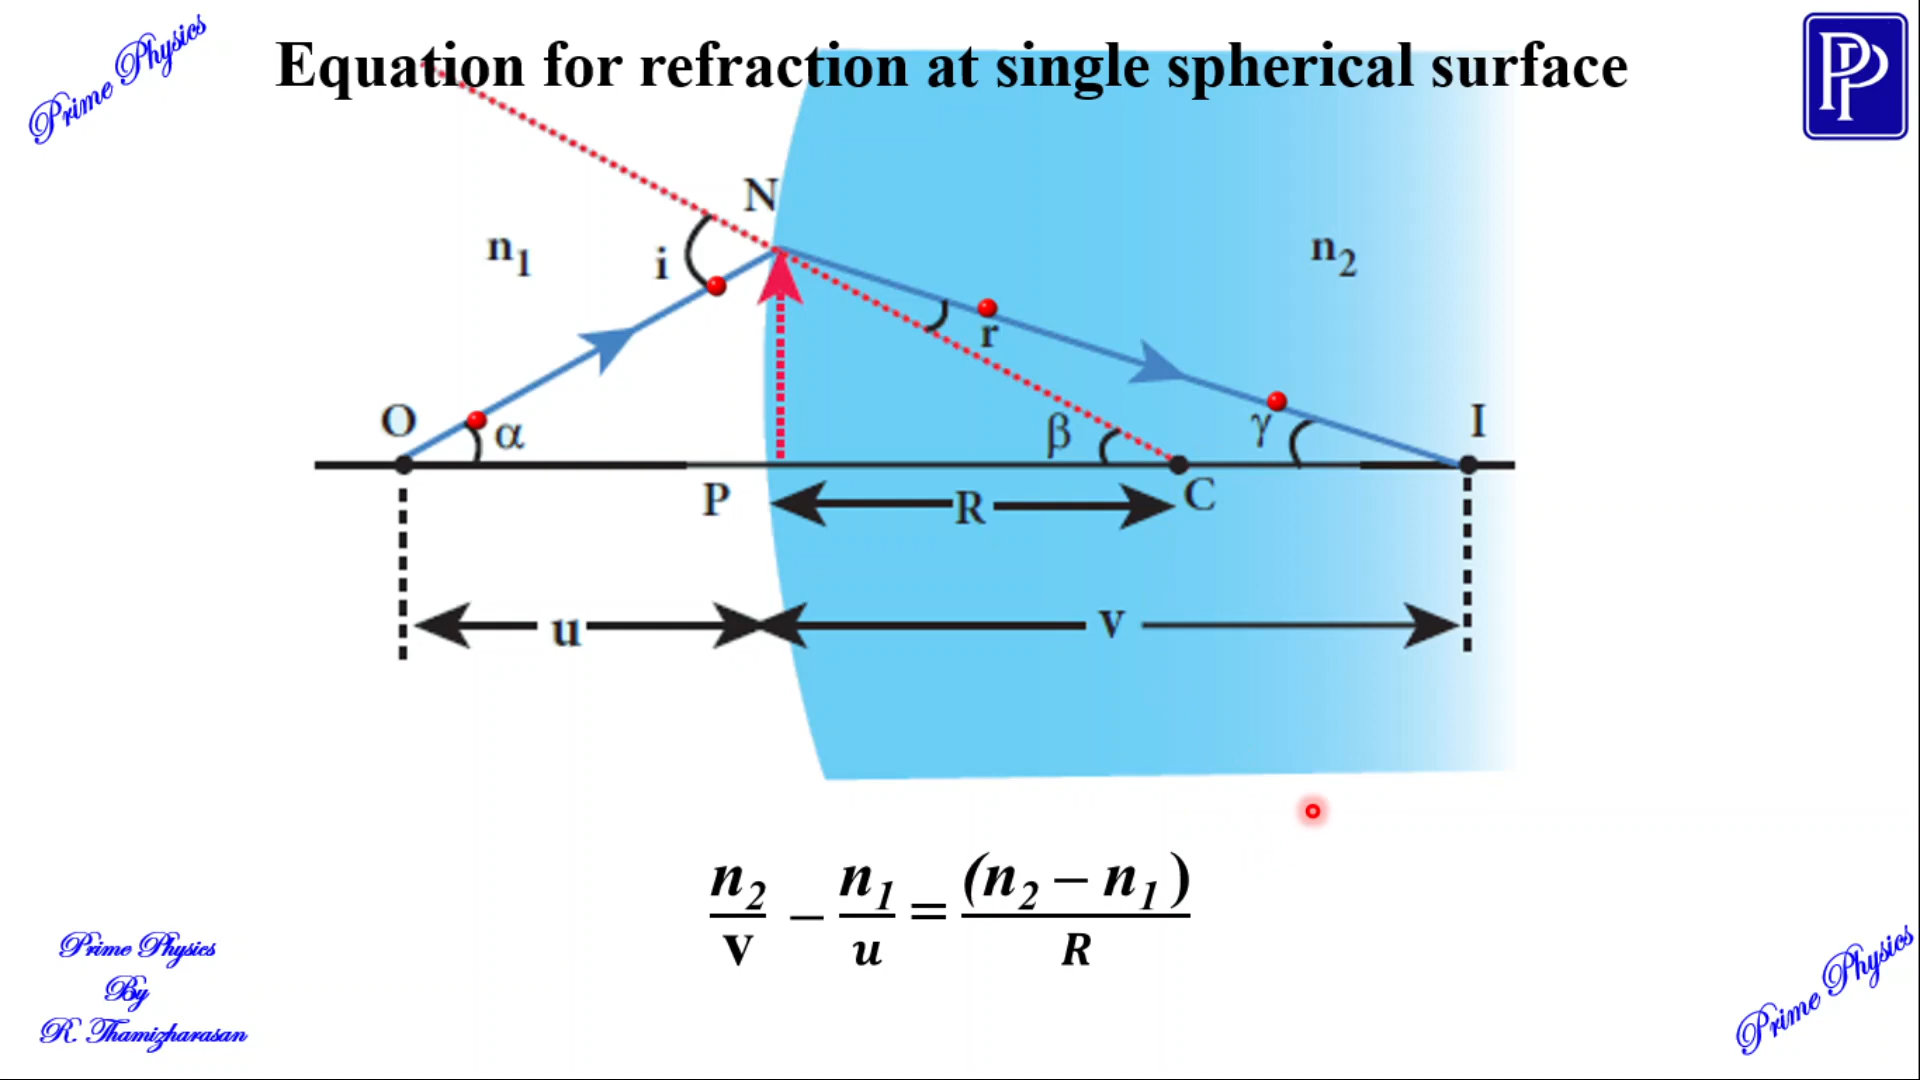 Prime Physics
Equation for refraction at single spherical surface
PP
N
n₁
i
n₂
r
O
α
β
γ
I
P
R
C
u
v
n₂/v – n₁/u = (n₂ – n₁)/R
Prime Physics
By
R. Thamizharasan
Prime Physics